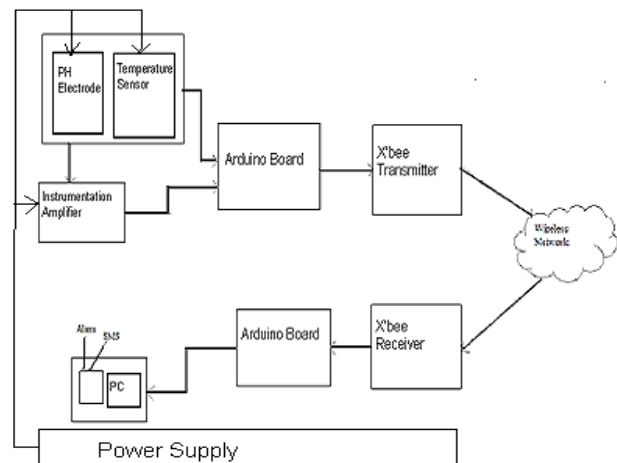 PH
Electrode
Temperature
Sensor
Arduino Board
X'bee
Transmitter
Instrumentation
Amplifier
Wireless
Network
Arduino Board
X'bee
Receiver
Alarm
SMS
PC
Power Supply